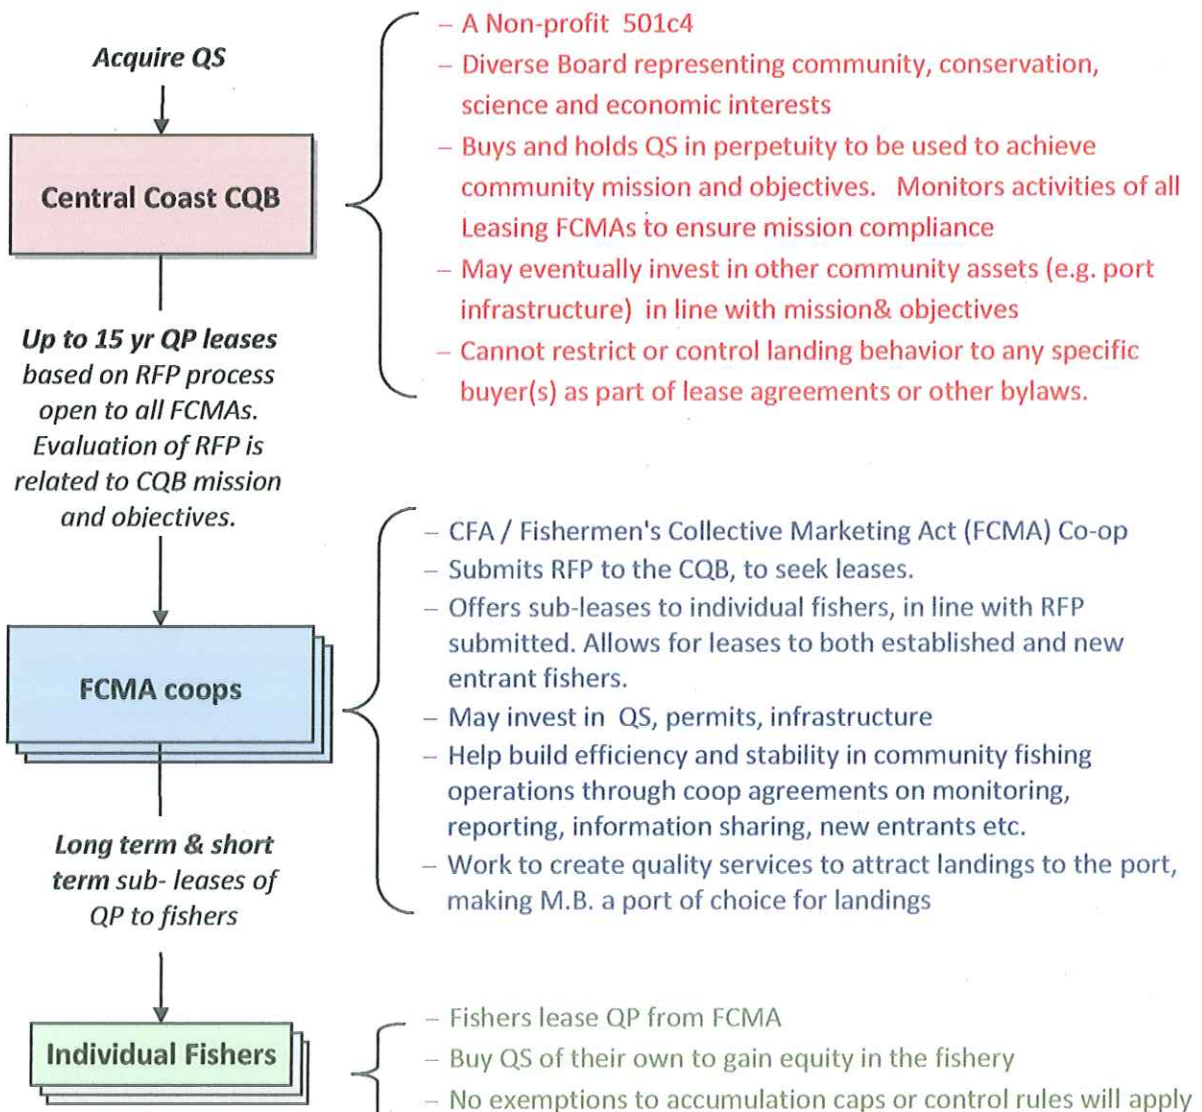 Acquire QS
Central Coast CQB
– A Non-profit 501c4
– Diverse Board representing community, conservation,
science and economic interests
– Buys and holds QS in perpetuity to be used to achieve
community mission and objectives. Monitors activities of all
Leasing FCMAs to ensure mission compliance
– May eventually invest in other community assets (e.g. port
infrastructure) in line with mission& objectives
– Cannot restrict or control landing behavior to any specific
buyer(s) as part of lease agreements or other bylaws.
Up to 15 yr QP leases
based on RFP process
open to all FCMAs.
Evaluation of RFP is
related to CQB mission
and objectives.
FCMA coops
– CFA / Fishermen's Collective Marketing Act (FCMA) Co-op
– Submits RFP to the CQB, to seek leases.
– Offers sub-leases to individual fishers, in line with RFP
submitted. Allows for leases to both established and new
entrant fishers.
– May invest in QS, permits, infrastructure
– Help build efficiency and stability in community fishing
operations through coop agreements on monitoring,
reporting, information sharing, new entrants etc.
– Work to create quality services to attract landings to the port,
making M.B. a port of choice for landings
Long term & short
term sub- leases of
QP to fishers
Individual Fishers
– Fishers lease QP from FCMA
– Buy QS of their own to gain equity in the fishery
– No exemptions to accumulation caps or control rules will apply